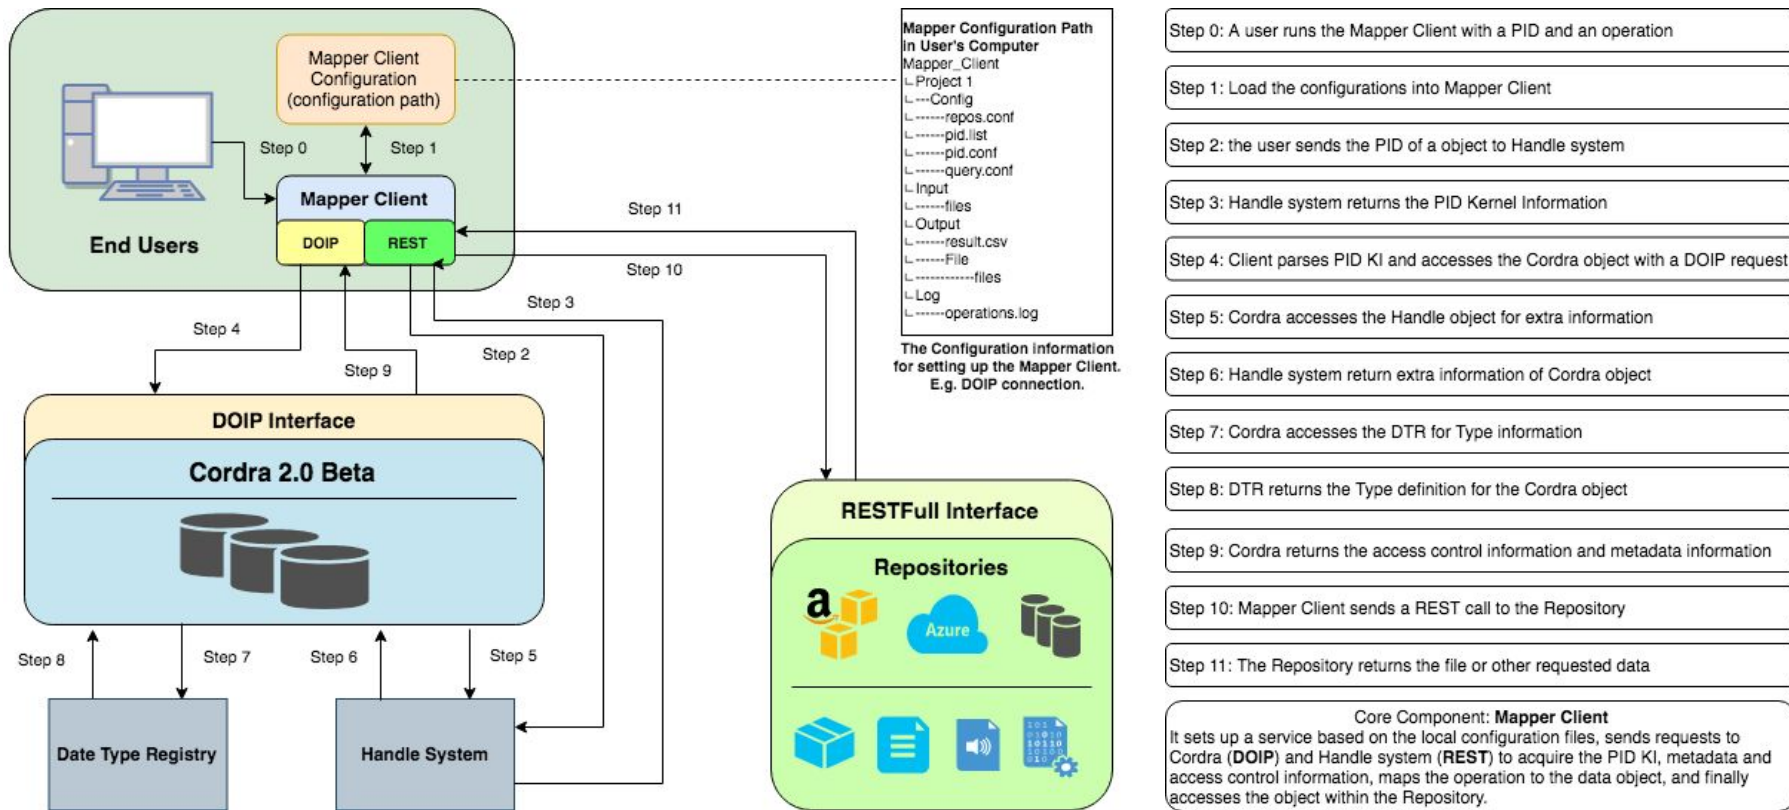 Mapper Client
Configuration
(configuration path)
Step 0
Step 1
Mapper Client
DOIP
REST
End Users
Step 11
Step 10
Step 3
Step 2
Step 4
Step 9
DOIP Interface
Cordra 2.0 Beta
Step 8
Step 7
Step 6
Step 5
Date Type Registry
Handle System
RESTFull Interface
Repositories
a
Azure
101
01010
10110
10100
010
Mapper Configuration Path
in User's Computer
Mapper_Client
∟Project 1
∟---Config
∟------repos.conf
∟------pid.list
∟------pid.conf
∟------query.conf
∟Input
∟------files
∟Output
∟------result.csv
∟------File
∟------------files
∟Log
∟------operations.log
The Configuration information
for setting up the Mapper Client.
E.g. DOIP connection.
Step 0: A user runs the Mapper Client with a PID and an operation
Step 1: Load the configurations into Mapper Client
Step 2: the user sends the PID of a object to Handle system
Step 3: Handle system returns the PID Kernel Information
Step 4: Client parses PID KI and accesses the Cordra object with a DOIP request
Step 5: Cordra accesses the Handle object for extra information
Step 6: Handle system return extra information of Cordra object
Step 7: Cordra accesses the DTR for Type information
Step 8: DTR returns the Type definition for the Cordra object
Step 9: Cordra returns the access control information and metadata information
Step 10: Mapper Client sends a REST call to the Repository
Step 11: The Repository returns the file or other requested data
Core Component: Mapper Client
It sets up a service based on the local configuration files, sends requests to
Cordra (DOIP) and Handle system (REST) to acquire the PID KI, metadata and
access control information, maps the operation to the data object, and finally
accesses the object within the Repository.